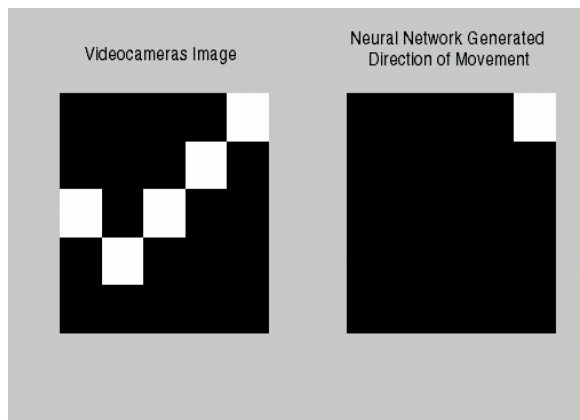 Videocameras Image
Neural Network Generated
Direction of Movement